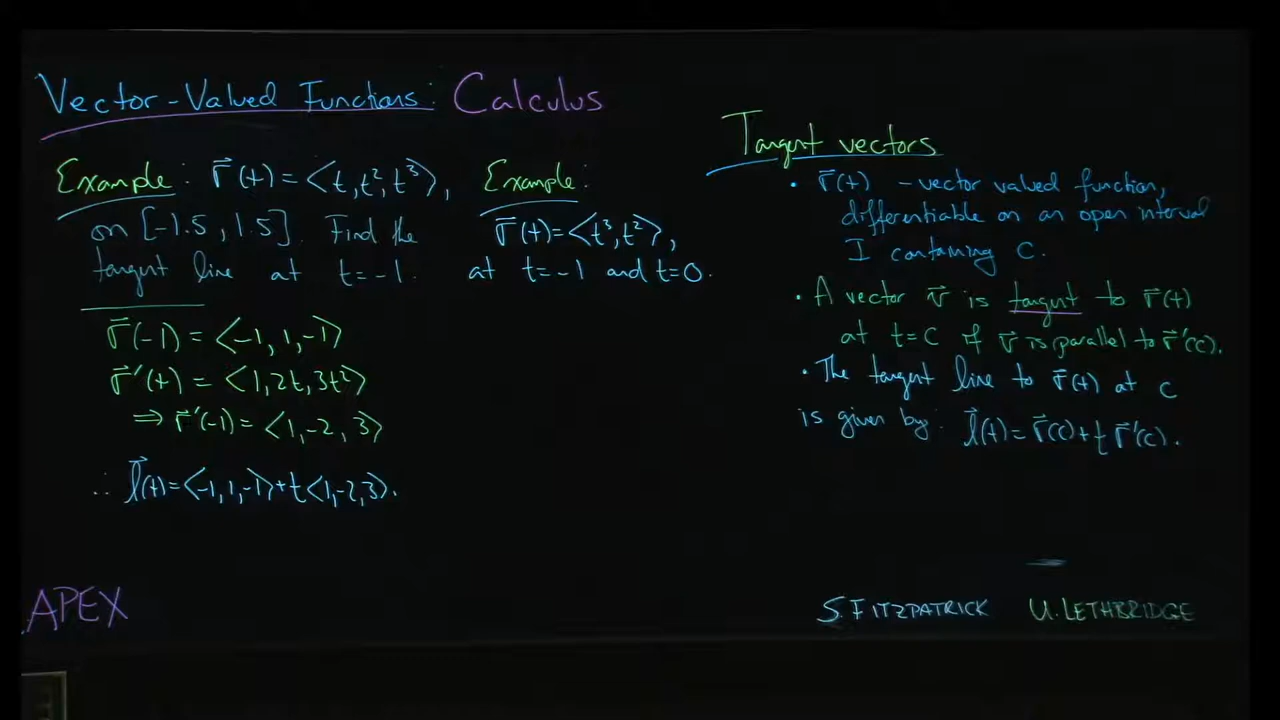 Vector-Valued Functions: Calculus
Example: r⃗(t) = <t, t², t³>,
on [-1.5, 1.5]. Find the
tangent line at t=-1.
r⃗(-1) = <-1, 1, -1>
r⃗'(t) = <1, 2t, 3t²>
⇒ r⃗'(-1) = <1, -2, 3>
∴ l⃗(t) = <-1, 1, -1> + t<1, -2, 3>.
Example:
r⃗(t) = <t³, t²>,
at t=-1 and t=0.
Tangent vectors
• r⃗(t) - vector valued function,
differentiable on an open interval
I containing c.
• A vector v⃗ is tangent to r⃗(t)
at t=c if v⃗ is parallel to r⃗'(c).
• The tangent line to r⃗(t) at c
is given by: l⃗(t) = r⃗(c) + t r⃗'(c).
APEX
S. FITZPATRICK U. LETHBRIDGE